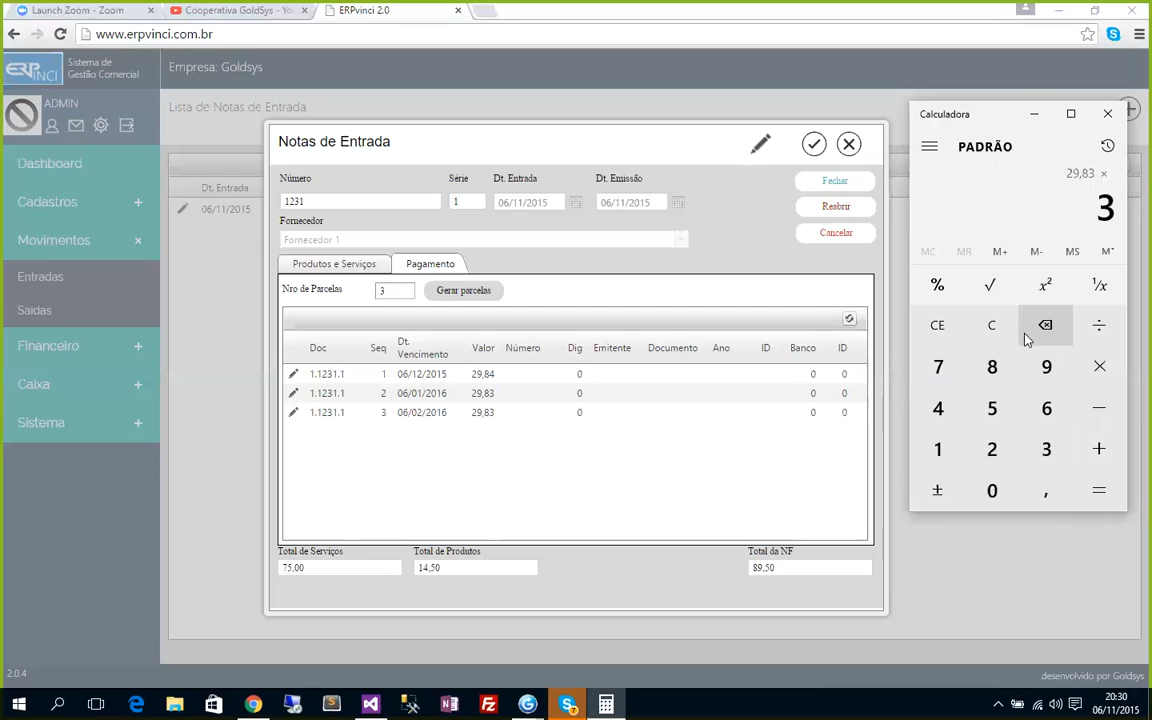 Launch Zoom - Zoom
Cooperativa GoldSys - Yo
ERPvinci 2.0
www.erpvinci.com.br
ERP
VINCI
Sistema de
Gestão Comercial
Empresa: Goldsys
ADMIN
Lista de Notas de Entrada
Dashboard
Cadastros +
Movimentos ×
Entradas
Saídas
Financeiro +
Caixa +
Sistema +
Dt. Entrada
06/11/2015
Notas de Entrada
Número Série Dt. Entrada Dt. Emissão
1231 1 06/11/2015 06/11/2015
Fornecedor
Fornecedor 1
Fechar
Reabrir
Cancelar
Produtos e Serviços Pagamento
Nro de Parcelas 3 Gerar parcelas
Doc Seq Dt. Vencimento Valor Número Dig Emitente Documento Ano ID Banco ID
1.1231.1 1 06/12/2015 29,84 0 0 0
1.1231.1 2 06/01/2016 29,83 0 0 0
1.1231.1 3 06/02/2016 29,83 0 0 0
Total de Serviços Total de Produtos Total da NF
75,00 14,50 89,50
Calculadora
PADRÃO
29,83 ×
3
MC MR M+ M- MS M˅
% √ x² ¹/x
CE C ÷
7 8 9 ×
4 5 6 −
1 2 3 +
± 0 , =
2.0.4
desenvolvido por Goldsys
20:30
06/11/2015